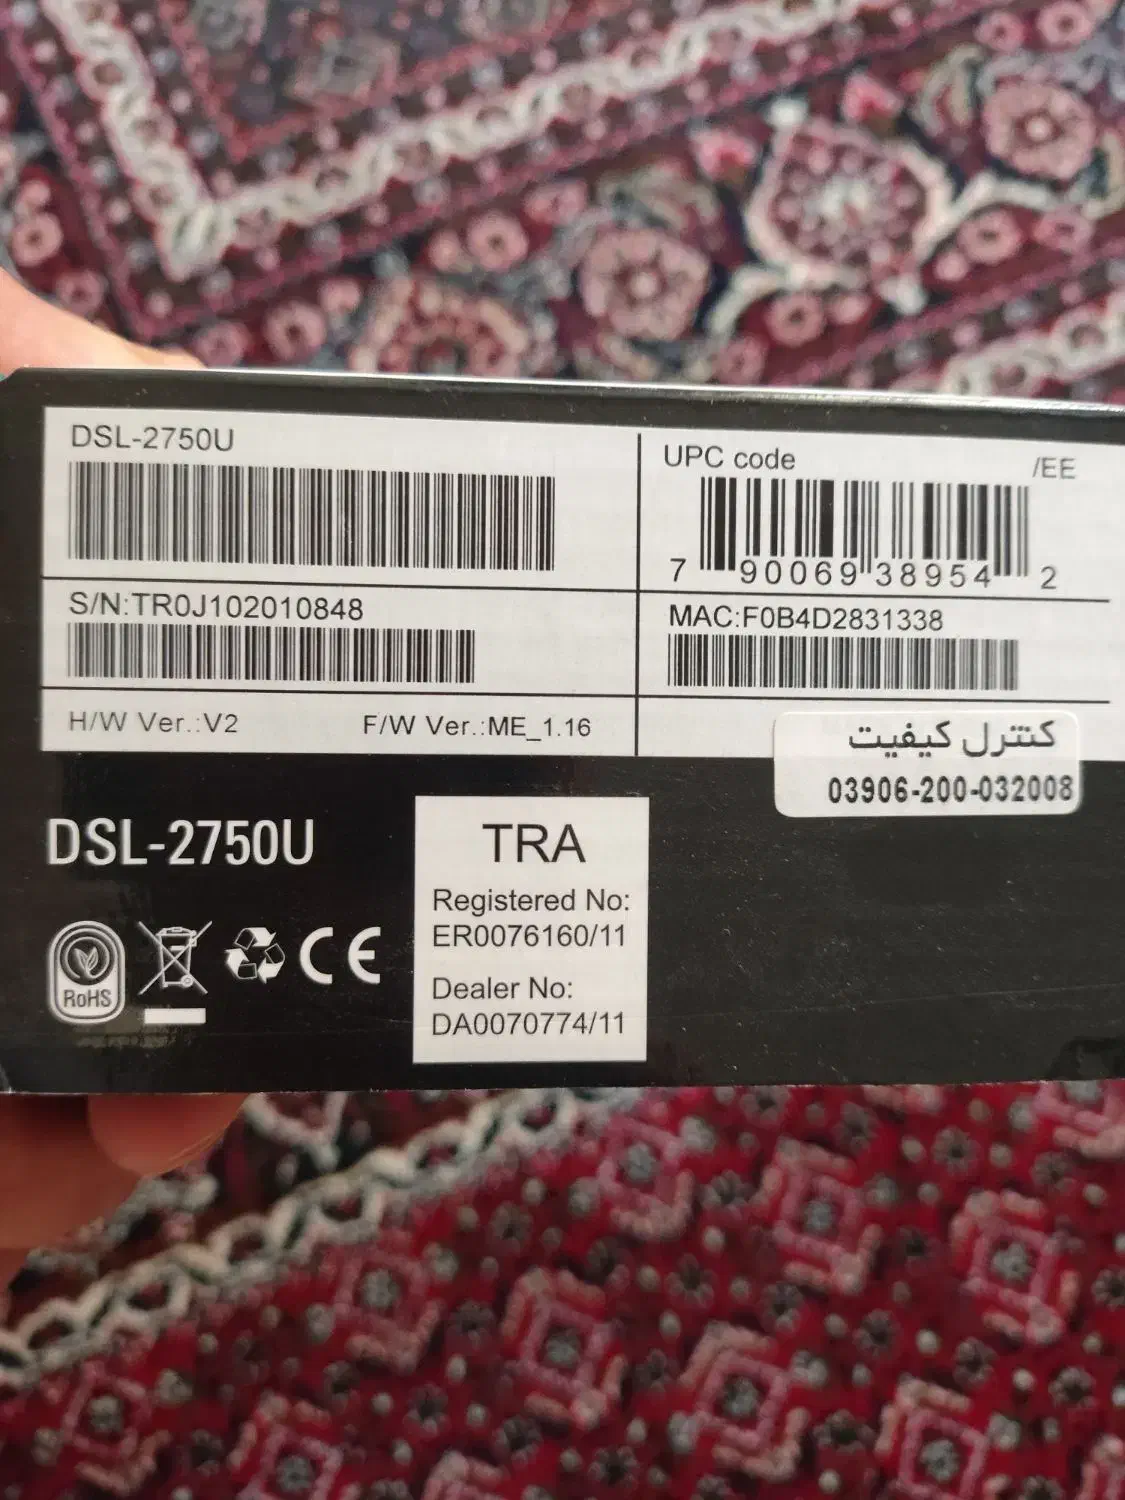 DSL-2750U
UPC code
/EE
7 90069 38954 2
S/N:TR0J102010848
MAC:F0B4D2831338
H/W Ver.:V2
F/W Ver.:ME_1.16
کنترل کیفیت
03906-200-032008
DSL-2750U
TRA
Registered No:
ER0076160/11
Dealer No:
DA0070774/11
RoHS
CE